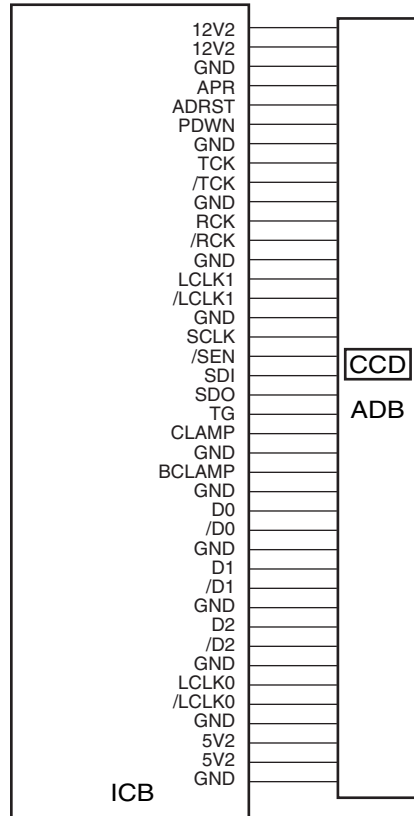 12V2
12V2
GND
APR
ADRST
PDWN
GND
TCK
/TCK
GND
RCK
/RCK
GND
LCLK1
/LCLK1
GND
SCLK
/SEN
SDI
SDO
TG
CLAMP
GND
BCLAMP
GND
D0
/D0
GND
D1
/D1
GND
D2
/D2
GND
LCLK0
/LCLK0
GND
5V2
5V2
GND
ICB
CCD
ADB